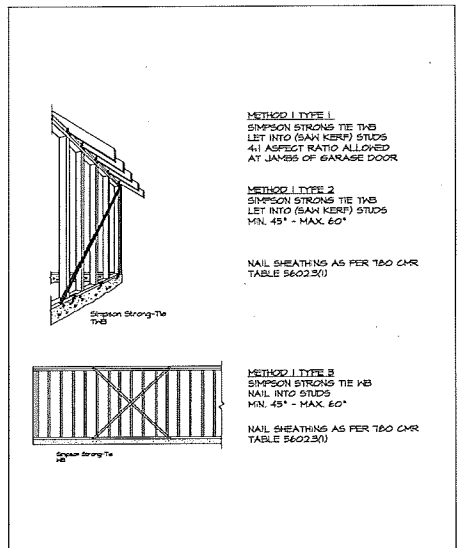 METHOD 1 TYPE 1
SIMPSON STRONG TIE TWB
LET INTO (SAW KERF) STUDS
4:1 ASPECT RATIO ALLOWED
AT JAMBS OF GARAGE DOOR
METHOD 1 TYPE 2
SIMPSON STRONG TIE TWB
LET INTO (SAW KERF) STUDS
MIN. 45° - MAX. 60°
NAIL SHEATHING AS PER 780 CMR
TABLE 5602.3(1)
Simpson Strong-Tie
TWB
METHOD 1 TYPE 3
SIMPSON STRONG TIE WB
NAIL INTO STUDS
MIN. 45° - MAX. 60°
NAIL SHEATHING AS PER 780 CMR
TABLE 5602.3(1)
Simpson Strong-Tie
WB